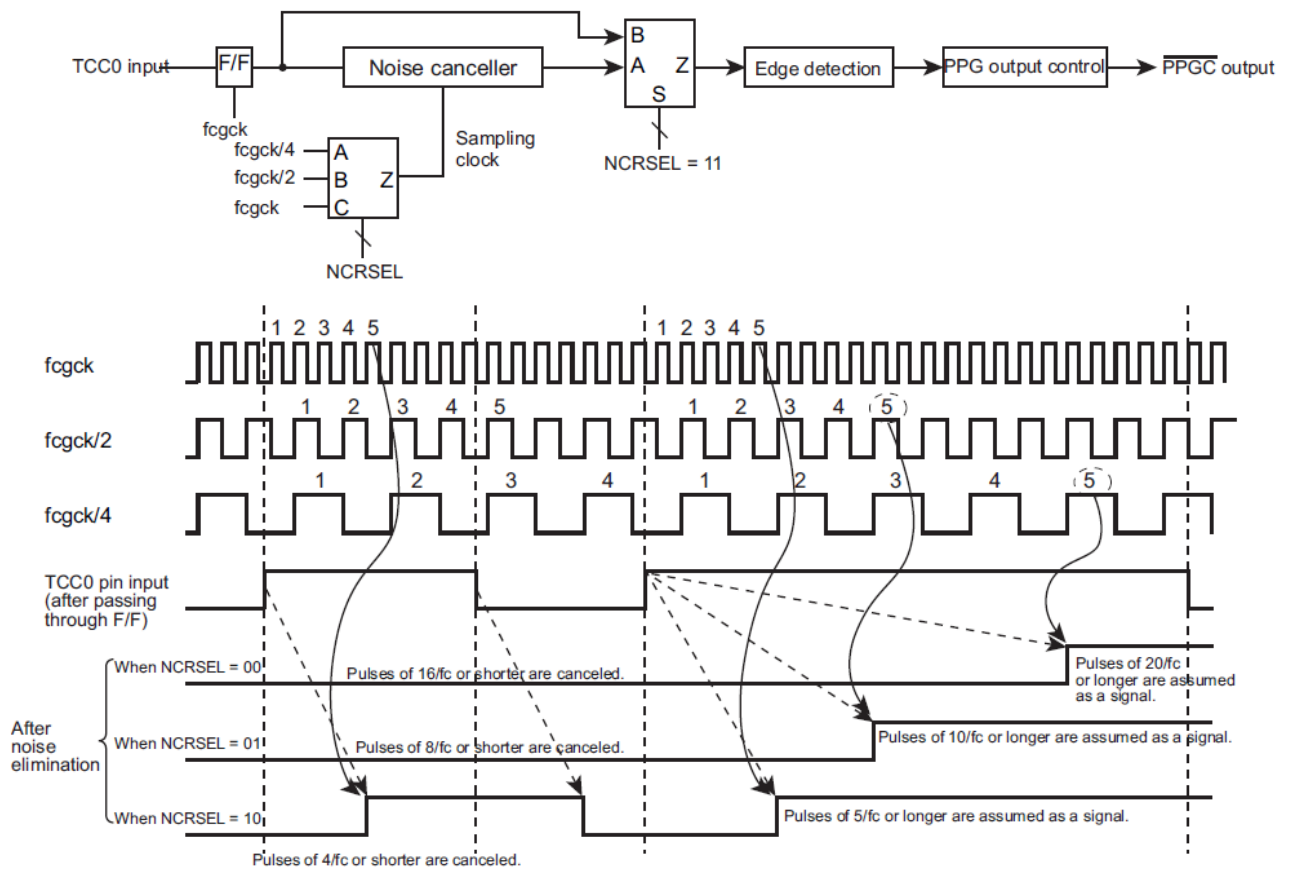 TCC0 input
F/F
Noise canceller
B
A
Z
S
Edge detection
PPG output control
PPGC output
fcgck
Sampling
clock
NCRSEL = 11
fcgck/4
fcgck/2
fcgck
A
B
C
Z
NCRSEL
1 2 3 4 5 1 2 3 4 5
fcgck
1 2 3 4 5 1 2 3 4 5
fcgck/2
1 2 3 4 1 2 3 4 5
fcgck/4
TCC0 pin input
(after passing
through F/F)
After
noise
elimination
When NCRSEL = 00
Pulses of 16/fc or shorter are canceled.
Pulses of 20/fc
or longer are assumed
as a signal.
When NCRSEL = 01
Pulses of 8/fc or shorter are canceled.
Pulses of 10/fc or longer are assumed as a signal.
When NCRSEL = 10
Pulses of 5/fc or longer are assumed as a signal.
Pulses of 4/fc or shorter are canceled.